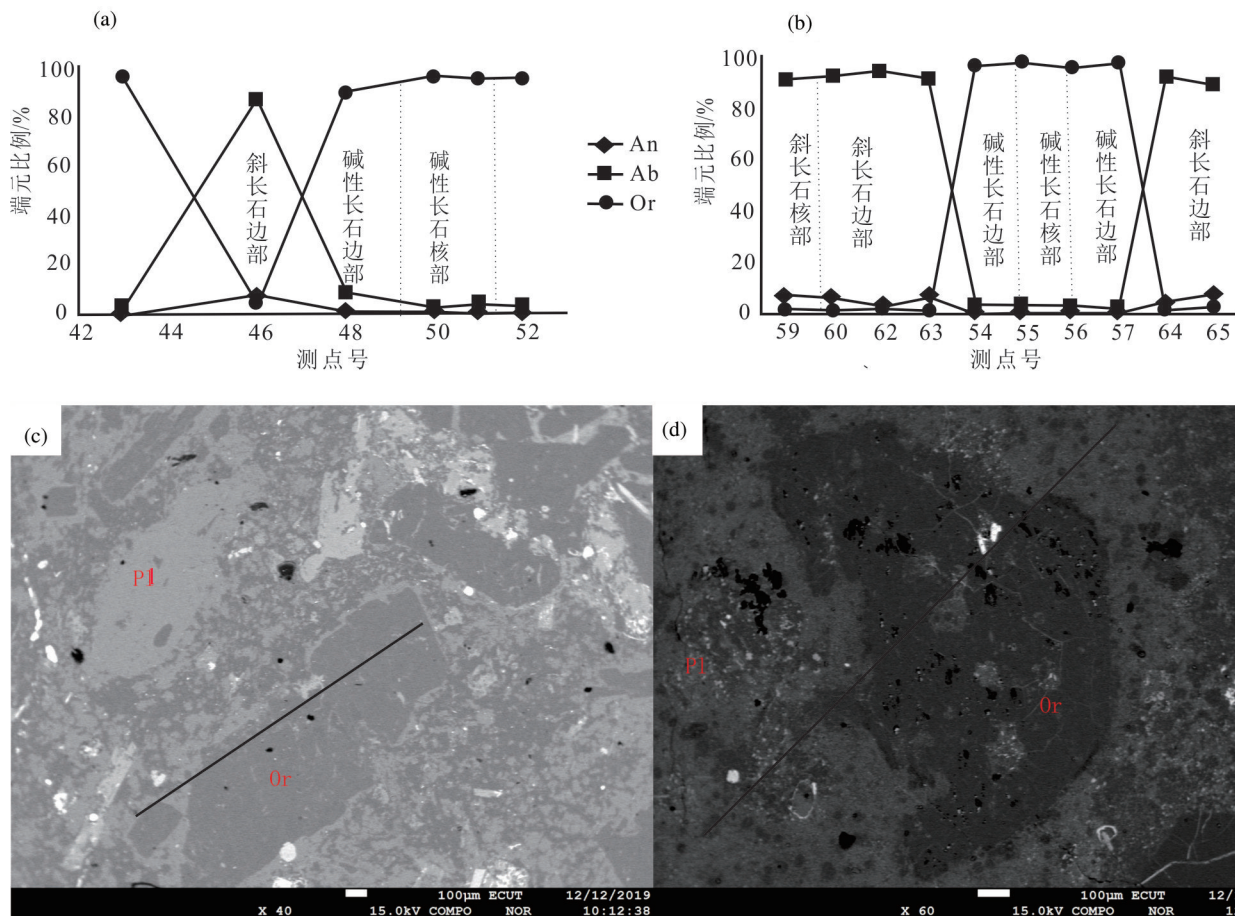 (a)
100
80
60
40
20
0
端元比例/%
斜长石边部
碱性长石边部
碱性长石核部
42 44 46 48 50 52
测点号
An
Ab
Or
(b)
100
80
60
40
20
0
端元比例/%
斜长石核部
斜长石边部
碱性长石边部
碱性长石核部
碱性长石边部
斜长石边部
59 60 62 63 54 55 56 57 64 65
测点号
(c)
Pl
Or
100μm ECUT 12/12/2019
X 40 15.0kV COMPO NOR 10:12:38
(d)
Pl
Or
100μm ECUT 12/
X 60 15.0kV COMPO NOR 1